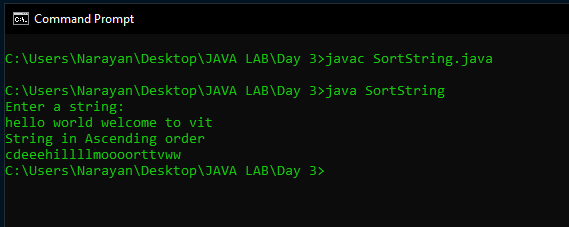 Command Prompt
C:\Users\Narayan\Desktop\JAVA LAB\Day 3>javac SortString.java
C:\Users\Narayan\Desktop\JAVA LAB\Day 3>java SortString
Enter a string:
hello world welcome to vit
String in Ascending order
cdeeehillllmoooorttvww
C:\Users\Narayan\Desktop\JAVA LAB\Day 3>